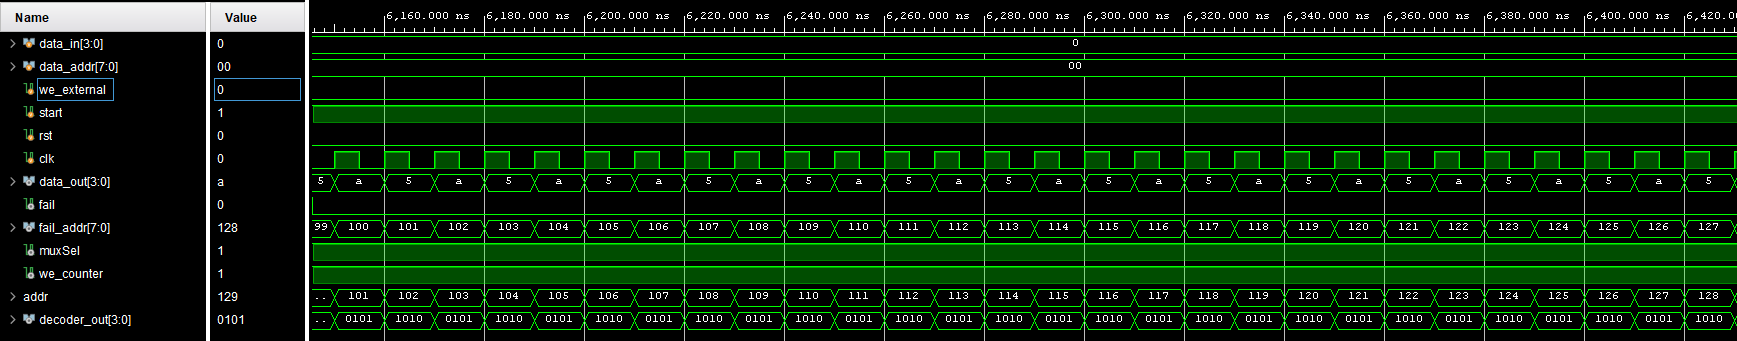 Name Value 6,160.000 ns 6,180.000 ns 6,200.000 ns 6,220.000 ns 6,240.000 ns 6,260.000 ns 6,280.000 ns 6,300.000 ns 6,320.000 ns 6,340.000 ns 6,360.000 ns 6,380.000 ns 6,400.000 ns 6,420.0
data_in[3:0] 0 0
data_addr[7:0] 00 00
we_external 0
start 1
rst 0
clk 0
data_out[3:0] a 5 a 5 a 5 a 5 a 5 a 5 a 5 a 5 a 5 a 5 a 5 a 5 a 5 a 5 a 5
fail 0
fail_addr[7:0] 128 99 100 101 102 103 104 105 106 107 108 109 110 111 112 113 114 115 116 117 118 119 120 121 122 123 124 125 126 127
muxSel 1
we_counter 1
addr 129 .. 101 102 103 104 105 106 107 108 109 110 111 112 113 114 115 116 117 118 119 120 121 122 123 124 125 126 127 128
decoder_out[3:0] 0101 .. 0101 1010 0101 1010 0101 1010 0101 1010 0101 1010 0101 1010 0101 1010 0101 1010 0101 1010 0101 1010 0101 1010 0101 1010 0101 1010 0101 1010